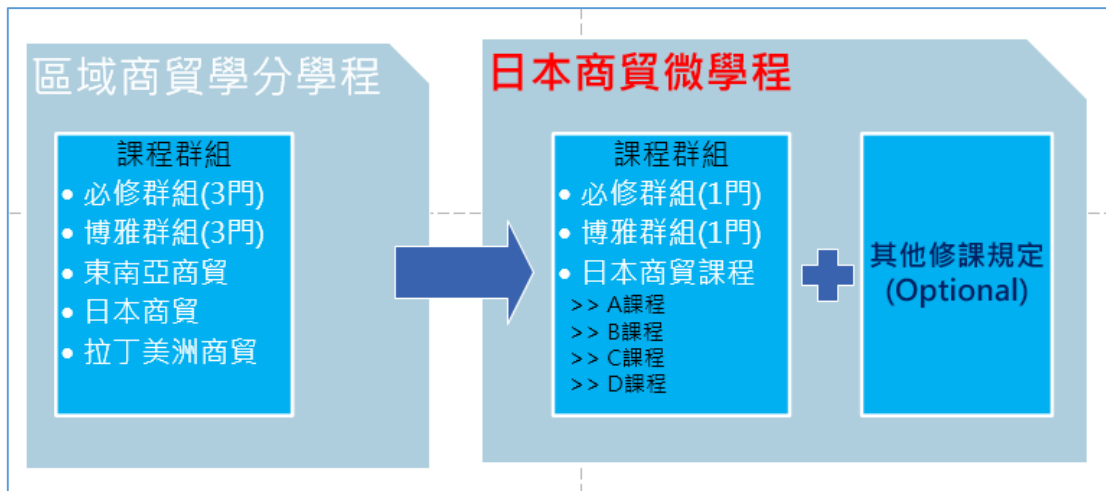 區域商貿學分學程
課程群組
• 必修群組(3門)
• 博雅群組(3門)
• 東南亞商貿
• 日本商貿
• 拉丁美洲商貿
日本商貿微學程
課程群組
• 必修群組(1門)
• 博雅群組(1門)
• 日本商貿課程
>> A課程
>> B課程
>> C課程
>> D課程
其他修課規定
(Optional)